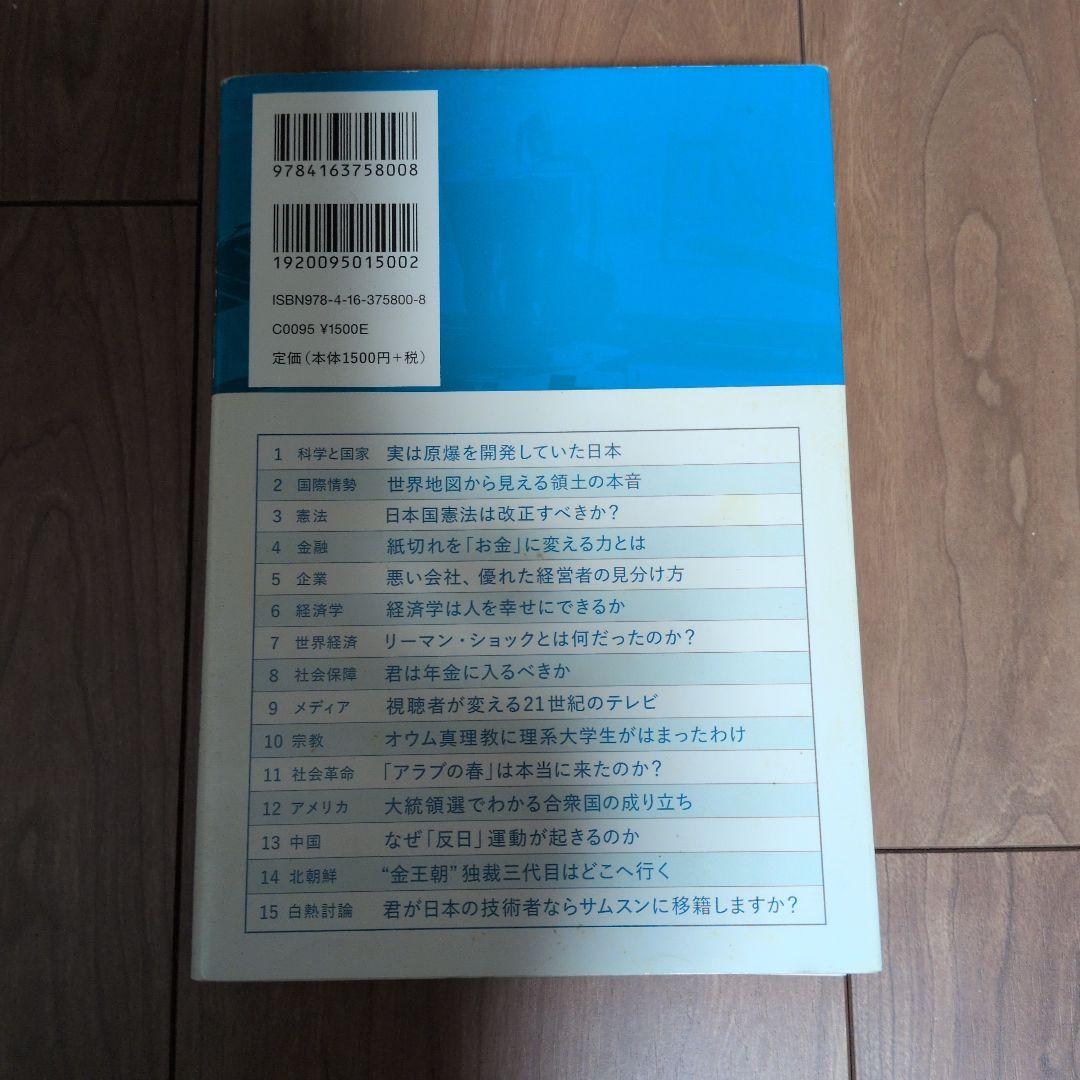 9784163758008
1920095015002
ISBN978-4-16-375800-8
C0095 ¥1500E
定価(本体1500円+税)
1 科学と国家 実は原爆を開発していた日本
2 国際情勢 世界地図から見える領土の本音
3 憲法 日本国憲法は改正すべきか?
4 金融 紙切れを「お金」に変える力とは
5 企業 悪い会社、優れた経営者の見分け方
6 経済学 経済学は人を幸せにできるか
7 世界経済 リーマン・ショックとは何だったのか?
8 社会保障 君は年金に入るべきか
9 メディア 視聴者が変える21世紀のテレビ
10 宗教 オウム真理教に理系大学生がはまったわけ
11 社会革命 「アラブの春」は本当に来たのか?
12 アメリカ 大統領選でわかる合衆国の成り立ち
13 中国 なぜ「反日」運動が起きるのか
14 北朝鮮 “金王朝”独裁三代目はどこへ行く
15 白熱討論 君が日本の技術者ならサムスンに移籍しますか?